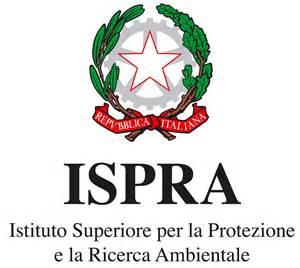 REPVBBLICA ITALIANA
ISPRA
Istituto Superiore per la Protezione
e la Ricerca Ambientale